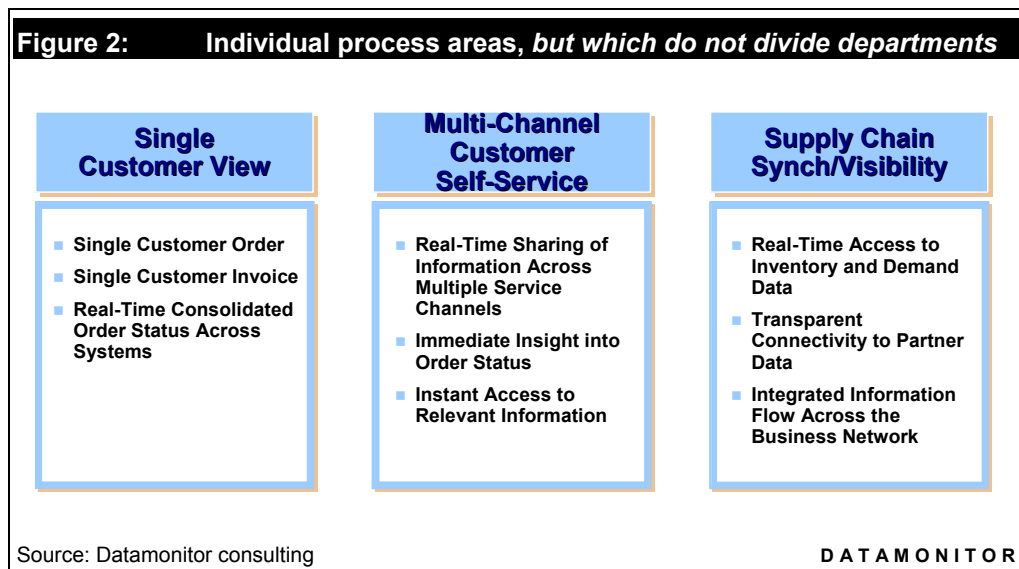 Figure 2: Individual process areas, but which do not divide departments
Single
Customer View
Single Customer Order
Single Customer Invoice
Real-Time Consolidated
Order Status Across
Systems
Multi-Channel
Customer
Self-Service
Real-Time Sharing of
Information Across
Multiple Service
Channels
Immediate Insight into
Order Status
Instant Access to
Relevant Information
Supply Chain
Synch/Visibility
Real-Time Access to
Inventory and Demand
Data
Transparent
Connectivity to Partner
Data
Integrated Information
Flow Across the
Business Network
Source: Datamonitor consulting
DATAMONITOR